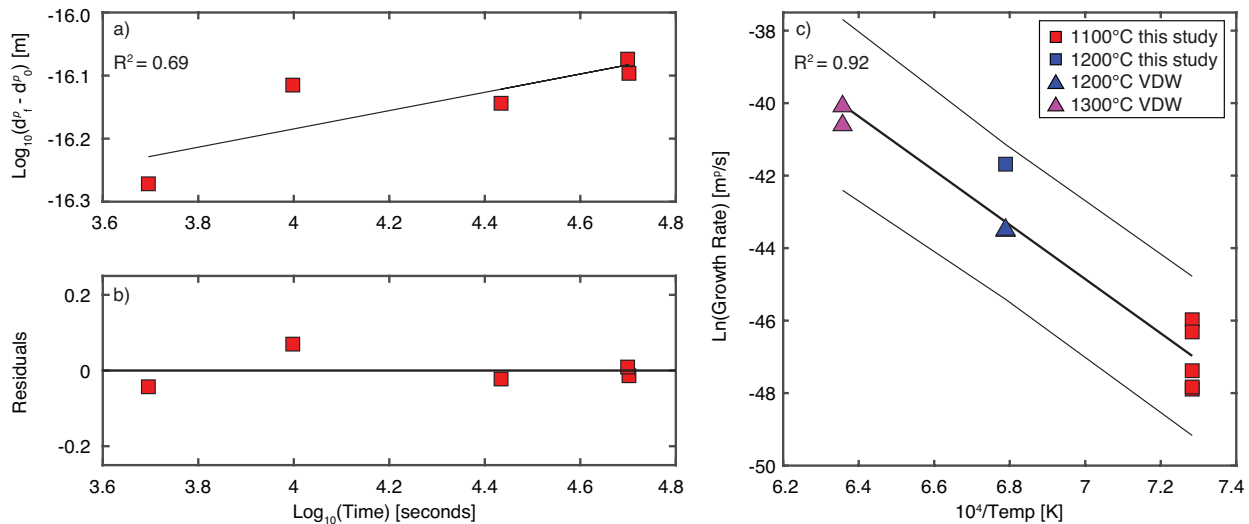 a)
R² = 0.69
Log₁₀(dᵖf - dᵖ₀) [m]
-16.0
-16.1
-16.2
-16.3
3.6
3.8
4
4.2
4.4
4.6
4.8
b)
Residuals
0.2
0
-0.2
3.6
3.8
4
4.2
4.4
4.6
4.8
Log₁₀(Time) [seconds]
c)
R² = 0.92
1100°C this study
1200°C this study
1200°C VDW
1300°C VDW
Ln(Growth Rate) [mᵖ/s]
-38
-40
-42
-44
-46
-48
-50
6.2
6.4
6.6
6.8
7
7.2
7.4
10⁴/Temp [K]